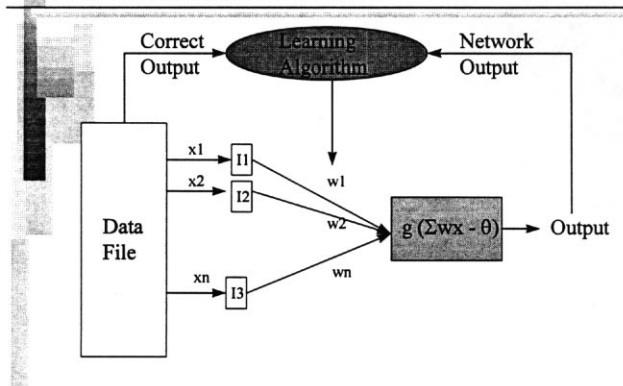 Correct
Output
Learning
Algorithm
Network
Output
x1
I1
x2
I2
w1
w2
Data
File
g (Σwx - θ)
Output
xn
I3
wn